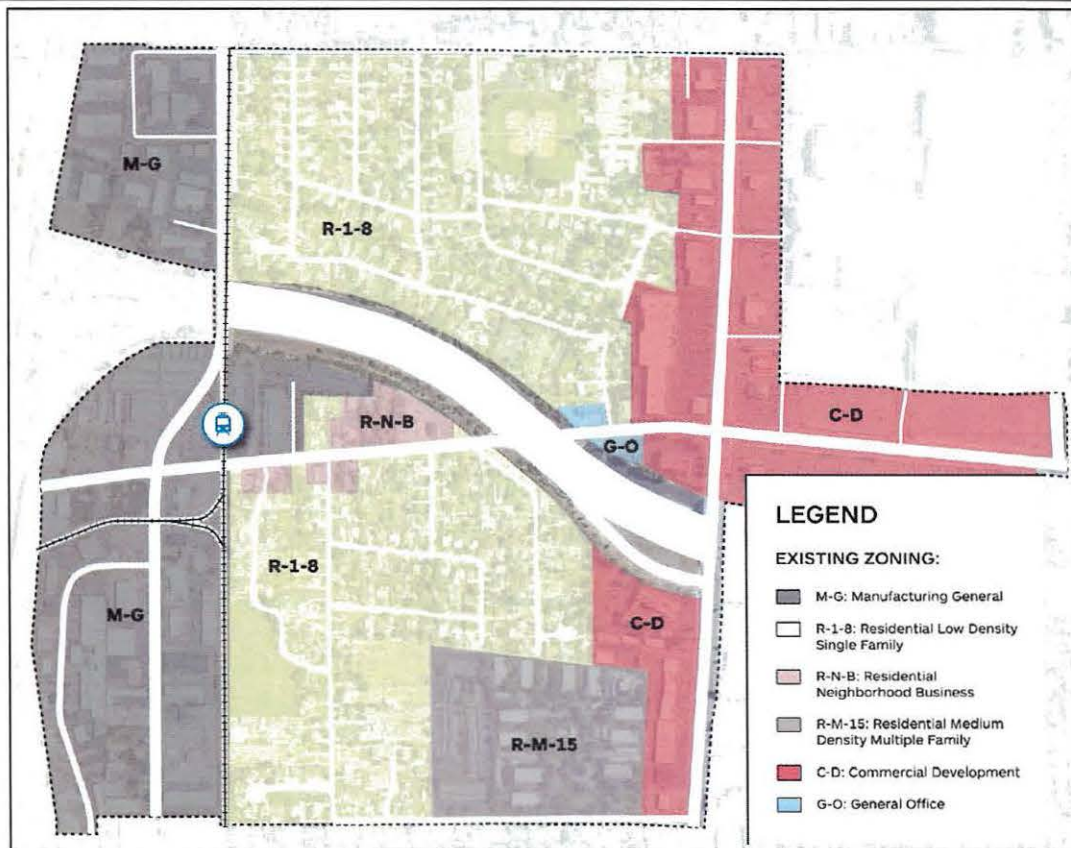 M-G
R-1-8
R-N-B
C-D
G-O
R-1-8
M-G
C-D
R-M-15
LEGEND
EXISTING ZONING:
M-G: Manufacturing General
R-1-8: Residential Low Density
Single Family
R-N-B: Residential
Neighborhood Business
R-M-15: Residential Medium
Density Multiple Family
C-D: Commercial Development
G-O: General Office